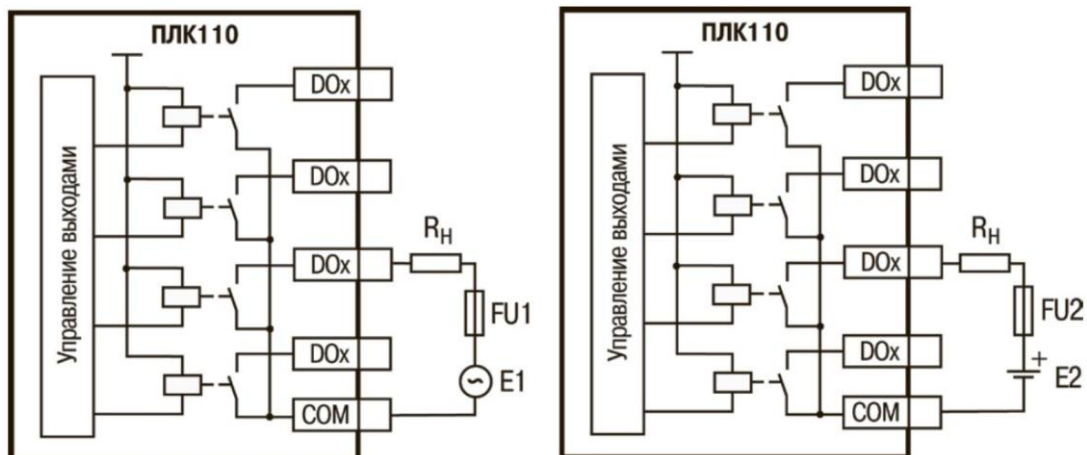 ПЛК110
Управление выходами
DOx
DOx
DOx
DOx
COM
Rн
FU1
E1
ПЛК110
Управление выходами
DOx
DOx
DOx
DOx
COM
Rн
FU2
+
E2